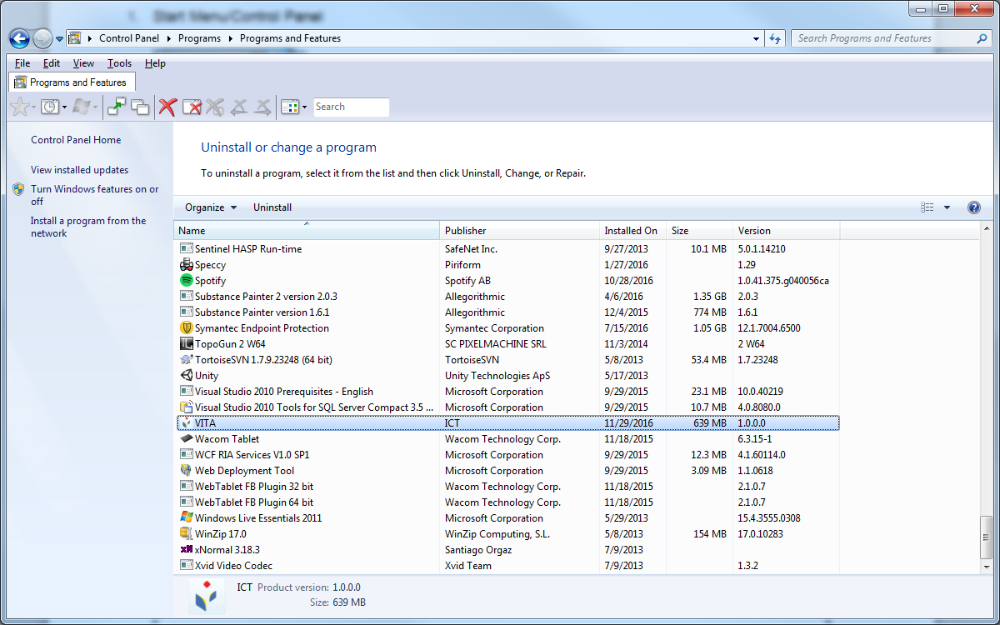 1. Start Menu/Control Panel
Control Panel Programs Programs and Features
Search Programs and Features
File Edit View Tools Help
Programs and Features
Search
Control Panel Home
View installed updates
Turn Windows features on or
off
Install a program from the
network
Uninstall or change a program
To uninstall a program, select it from the list and then click Uninstall, Change, or Repair.
Organize Uninstall
Name Publisher Installed On Size Version
Sentinel HASP Run-time SafeNet Inc. 9/27/2013 10.1 MB 5.0.1.14210
Speccy Piriform 1/27/2016 1.29
Spotify Spotify AB 10/28/2016 1.0.41.375.g040056ca
Substance Painter 2 version 2.0.3 Allegorithmic 4/6/2016 1.35 GB 2.0.3
Substance Painter version 1.6.1 Allegorithmic 12/4/2015 774 MB 1.6.1
Symantec Endpoint Protection Symantec Corporation 7/15/2016 1.05 GB 12.1.7004.6500
TopoGun 2 W64 SC PIXELMACHINE SRL 11/3/2014 2 W64
TortoiseSVN 1.7.9.23248 (64 bit) TortoiseSVN 5/8/2013 53.4 MB 1.7.23248
Unity Unity Technologies ApS 5/17/2013
Visual Studio 2010 Prerequisites - English Microsoft Corporation 9/29/2015 23.1 MB 10.0.40219
Visual Studio 2010 Tools for SQL Server Compact 3.5 ... Microsoft Corporation 9/29/2015 10.7 MB 4.0.8080.0
VITA ICT 11/29/2016 639 MB 1.0.0.0
Wacom Tablet Wacom Technology Corp. 11/18/2015 6.3.15-1
WCF RIA Services V1.0 SP1 Microsoft Corporation 9/29/2015 12.3 MB 4.1.60114.0
Web Deployment Tool Microsoft Corporation 9/29/2015 3.09 MB 1.1.0618
WebTablet FB Plugin 32 bit Wacom Technology Corp. 11/18/2015 2.1.0.7
WebTablet FB Plugin 64 bit Wacom Technology Corp. 11/18/2015 2.1.0.7
Windows Live Essentials 2011 Microsoft Corporation 5/29/2013 15.4.3555.0308
WinZip 17.0 WinZip Computing, S.L. 5/8/2013 154 MB 17.0.10283
xNormal 3.18.3 Santiago Orgaz 7/9/2013
Xvid Video Codec Xvid Team 7/9/2013 1.3.2
ICT Product version: 1.0.0.0
Size: 639 MB